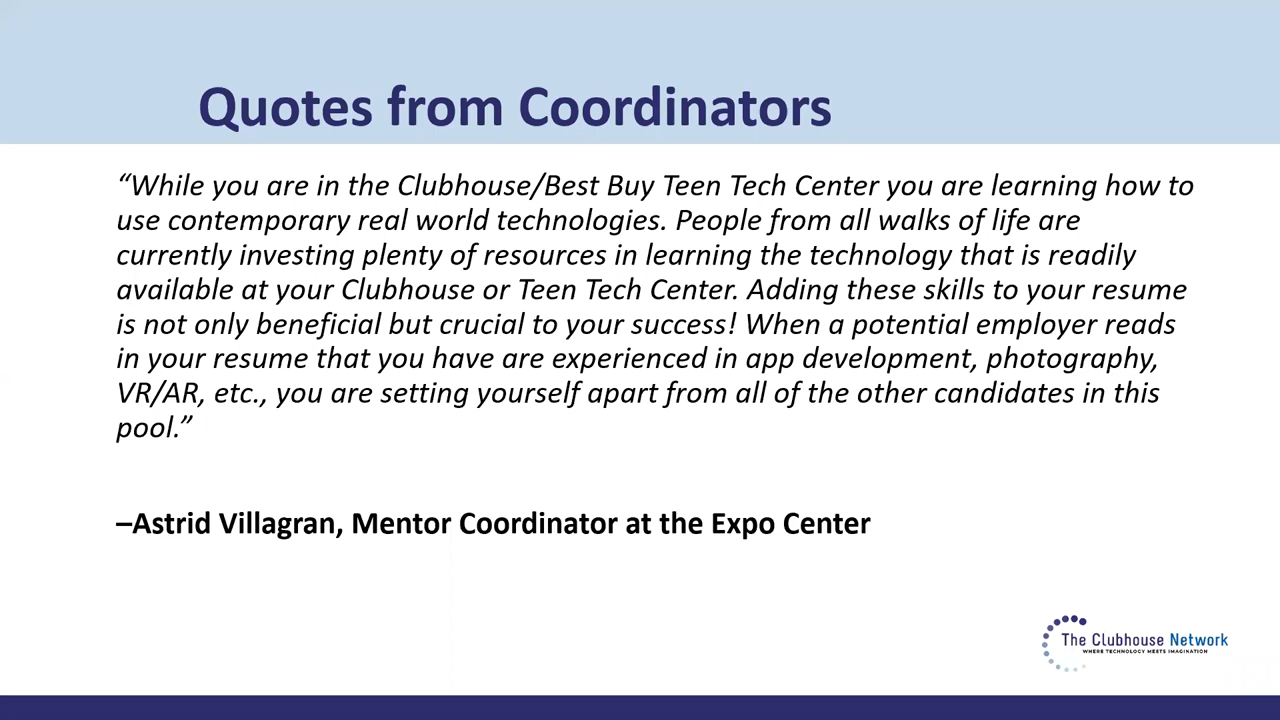 Quotes from Coordinators
“While you are in the Clubhouse/Best Buy Teen Tech Center you are learning how to
use contemporary real world technologies. People from all walks of life are
currently investing plenty of resources in learning the technology that is readily
available at your Clubhouse or Teen Tech Center. Adding these skills to your resume
is not only beneficial but crucial to your success! When a potential employer reads
in your resume that you have are experienced in app development, photography,
VR/AR, etc., you are setting yourself apart from all of the other candidates in this
pool.”
–Astrid Villagran, Mentor Coordinator at the Expo Center
The Clubhouse Network
WHERE TECHNOLOGY MEETS IMAGINATION